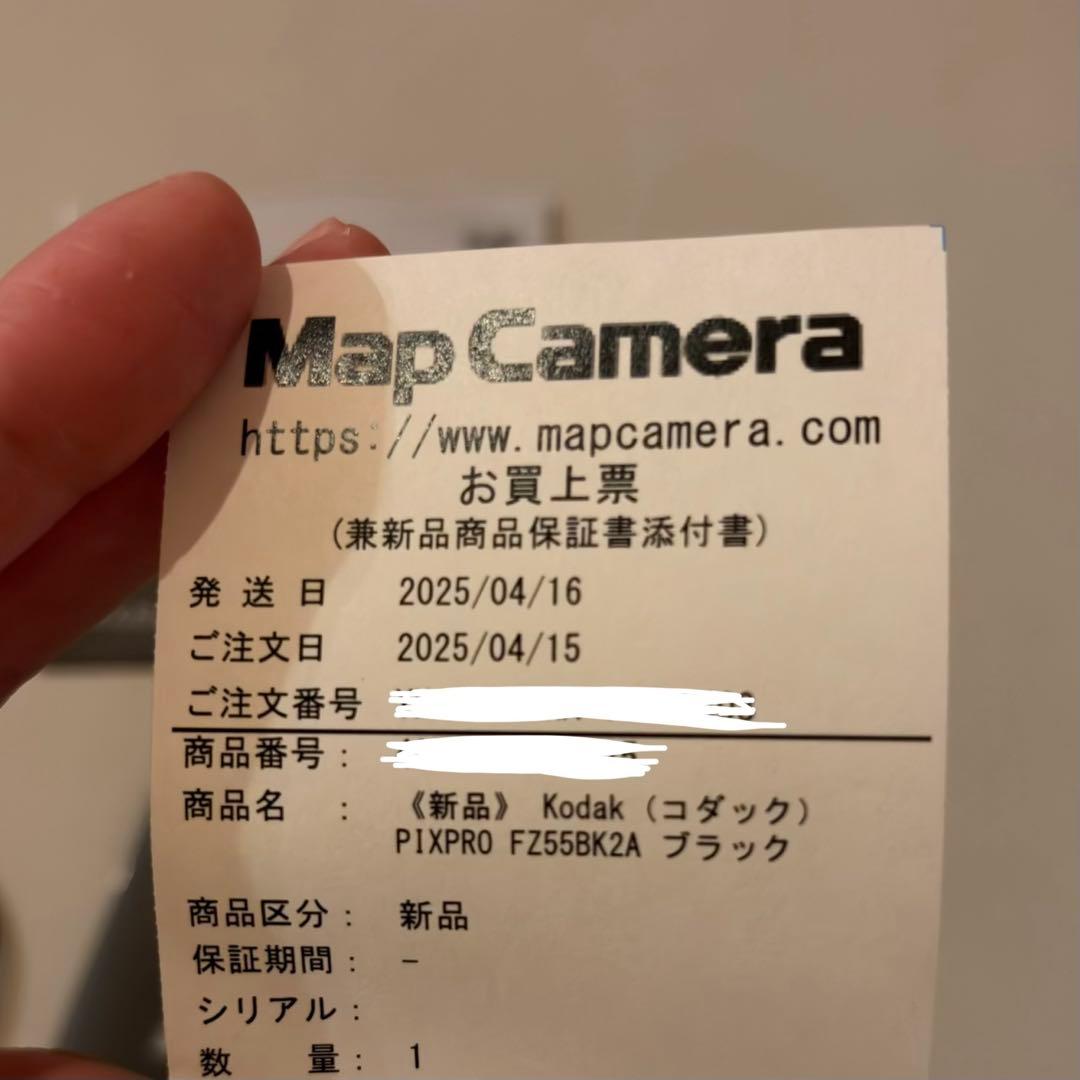 Map Camera
https://www.mapcamera.com
お買上票
(兼新品商品保証書添付書)
発送日 2025/04/16
ご注文日 2025/04/15
ご注文番号
商品番号:
商品名 : 《新品》 Kodak (コダック)
PIXPRO FZ55BK2A ブラック
商品区分: 新品
保証期間: -
シリアル:
数 量: 1